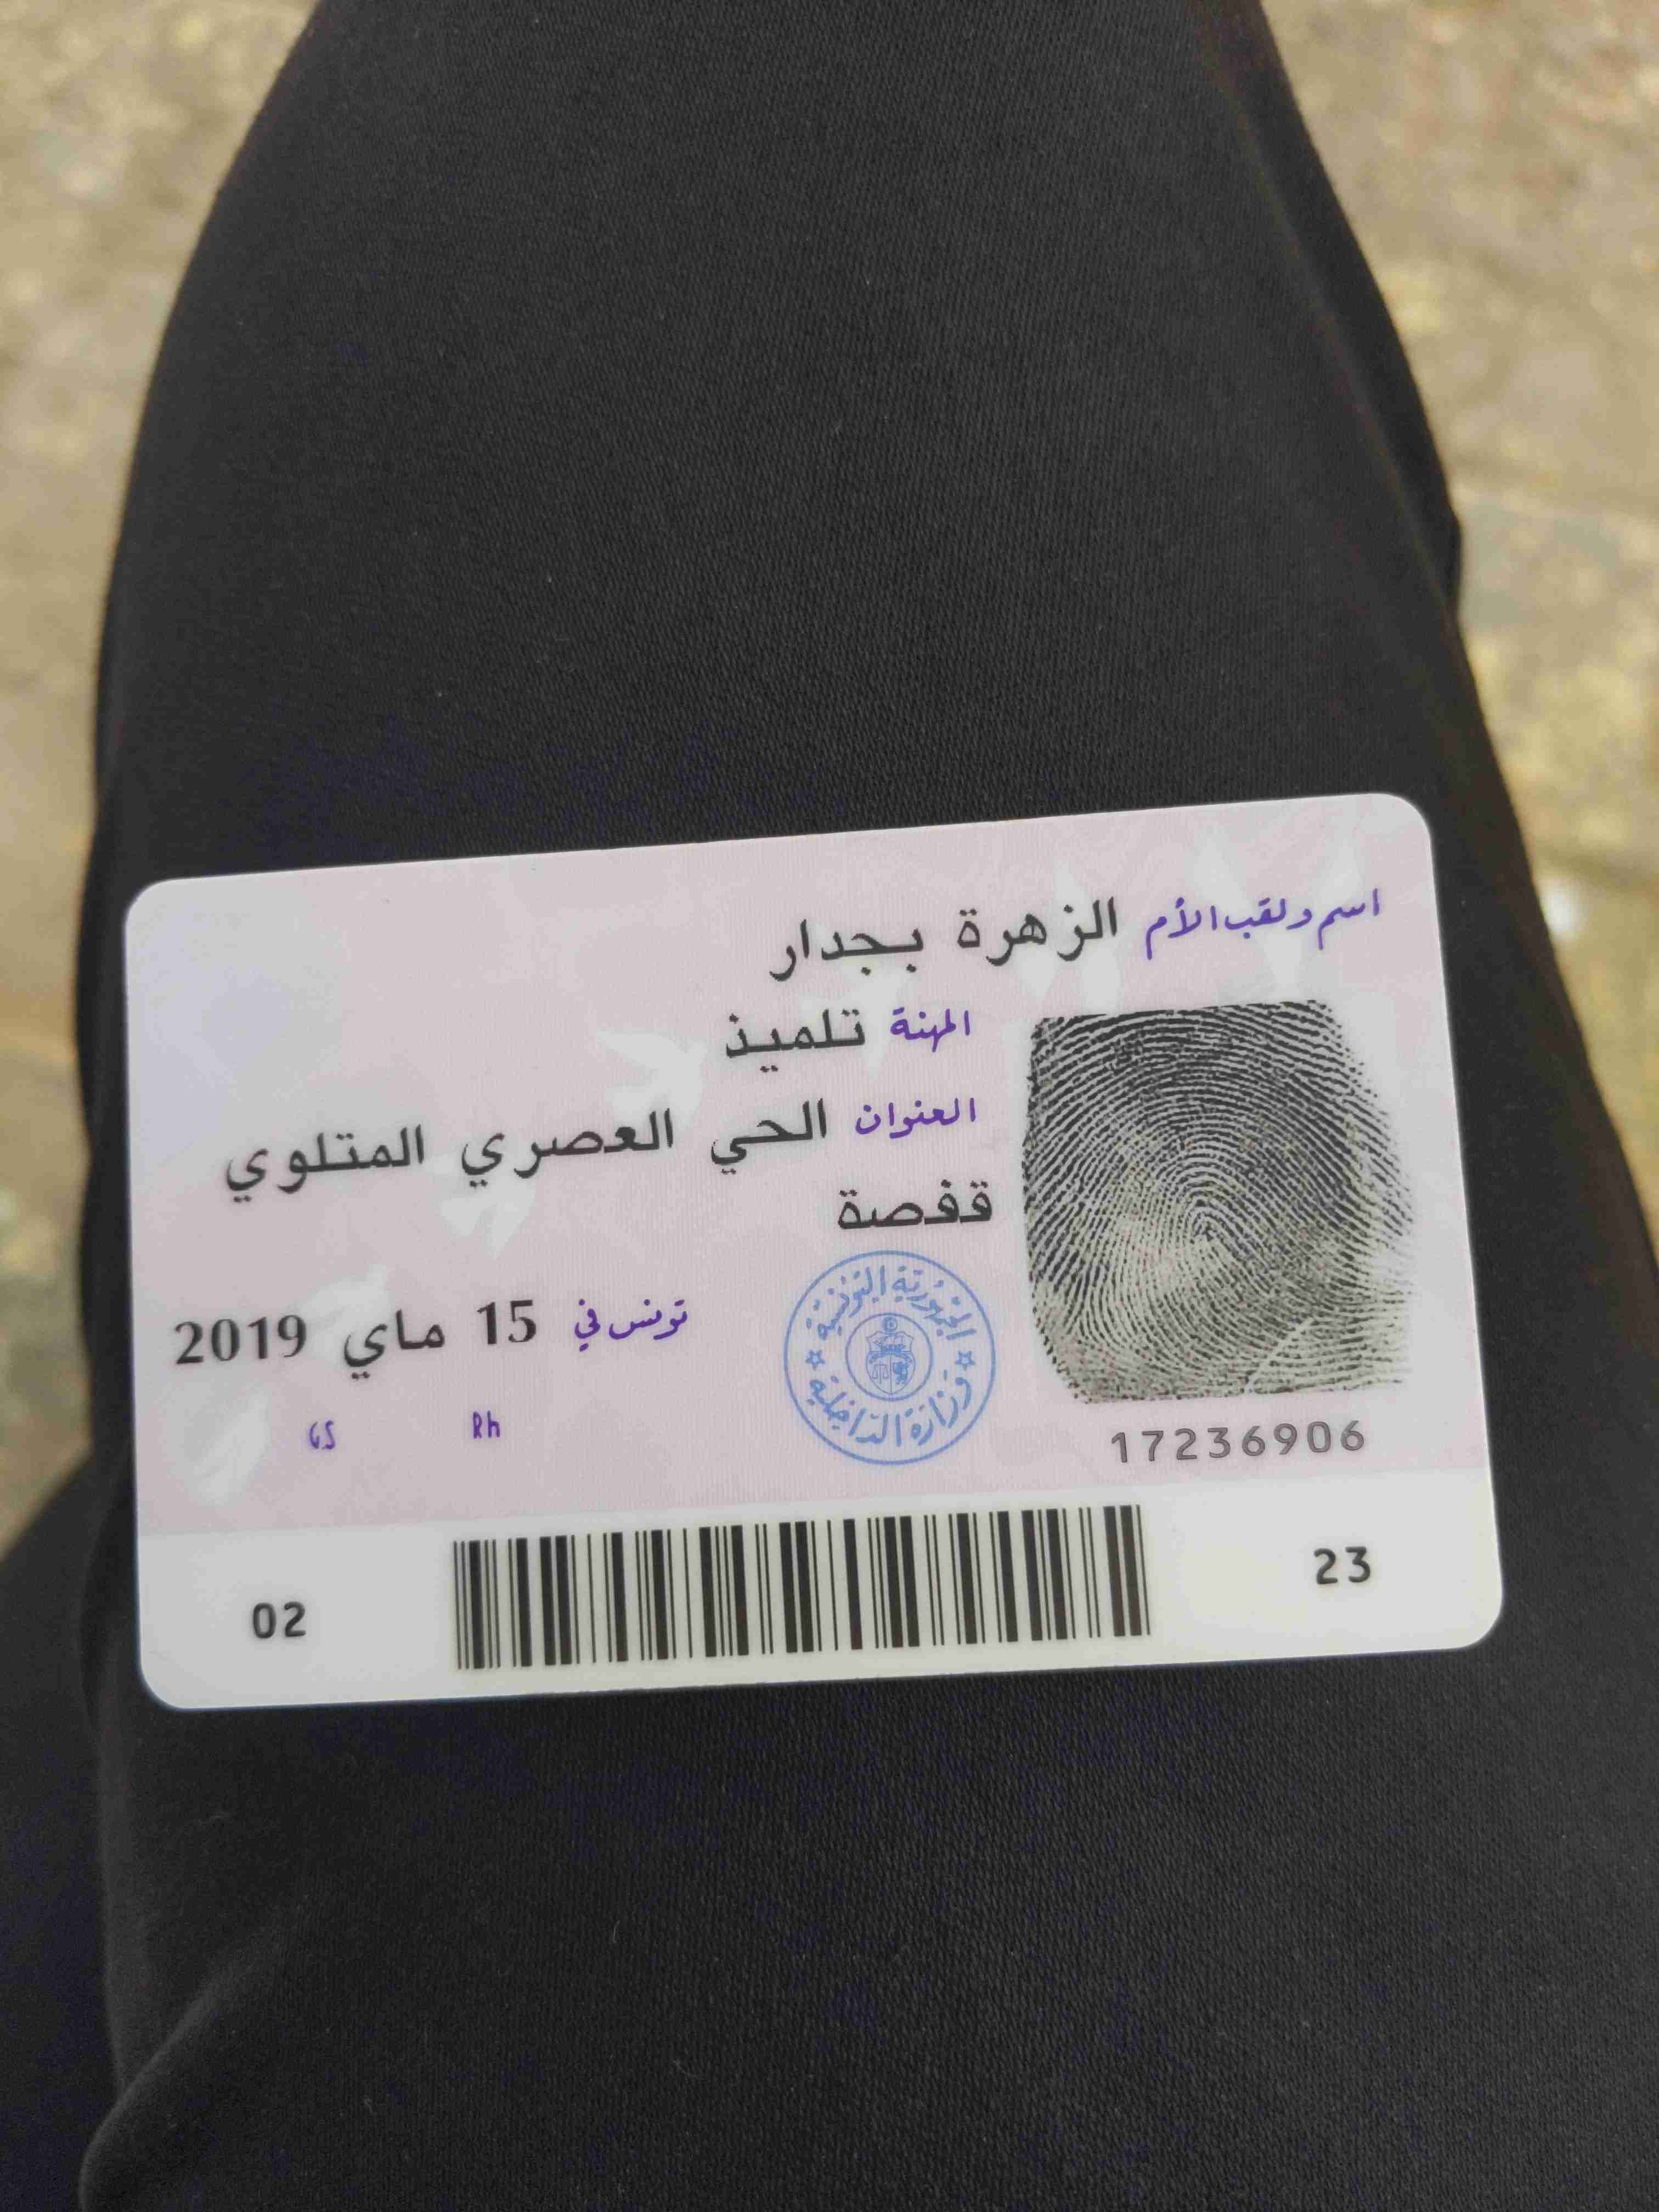 اسم ولقب الأم الزهرة بجدار
المهنة تلميذ
العنوان الحي العصري المتلوي
قفصة
تونس في 15 ماي 2019
الجمهورية التونسية
وزارة الداخلية
GS Rh
17236906
02 23